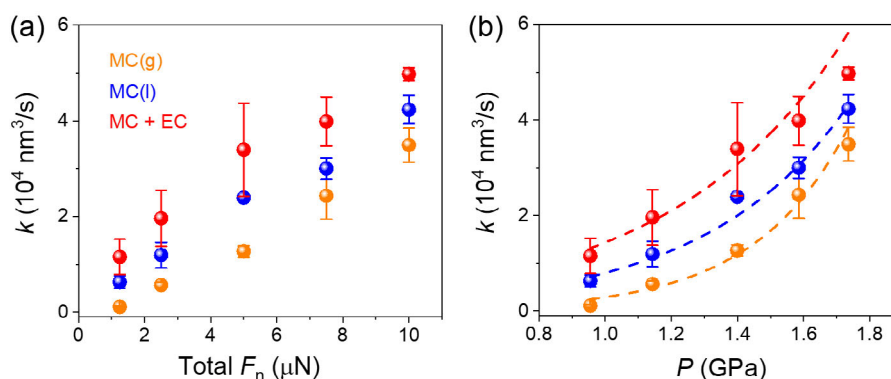 (a)
MC(g)
MC(l)
MC + EC
k (10⁴ nm³/s)
6
4
2
0
2
4
6
8
10
Total Fₙ (μN)
(b)
k (10⁴ nm³/s)
6
4
2
0
0.8
1.0
1.2
1.4
1.6
1.8
P (GPa)